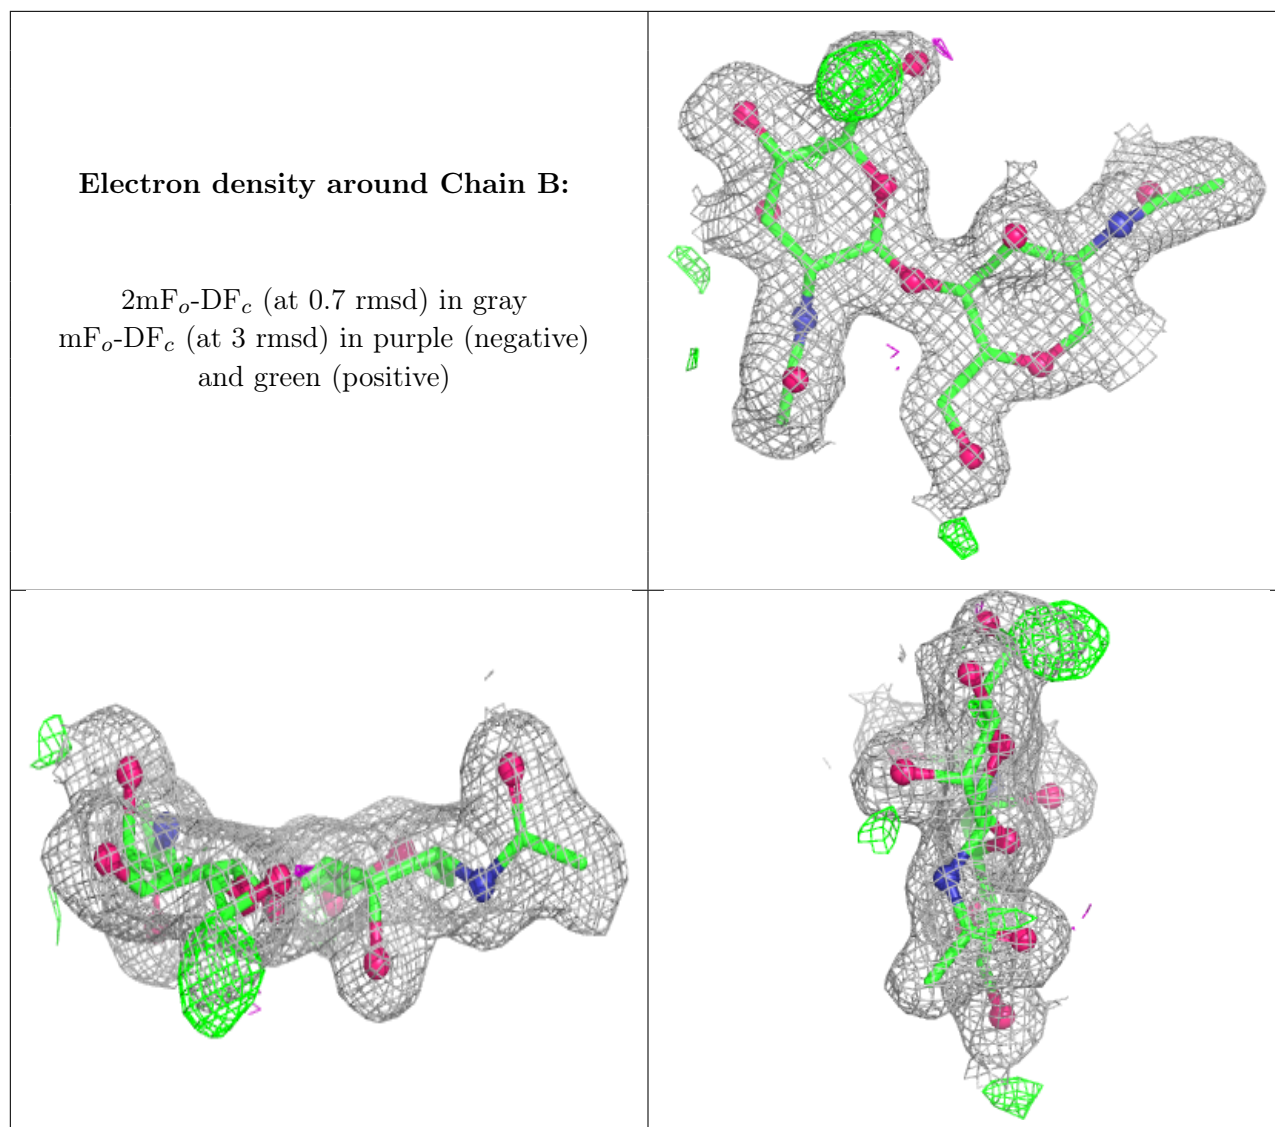 Electron density around Chain B:
2mFo-DFc (at 0.7 rmsd) in gray
mFo-DFc (at 3 rmsd) in purple (negative)
and green (positive)